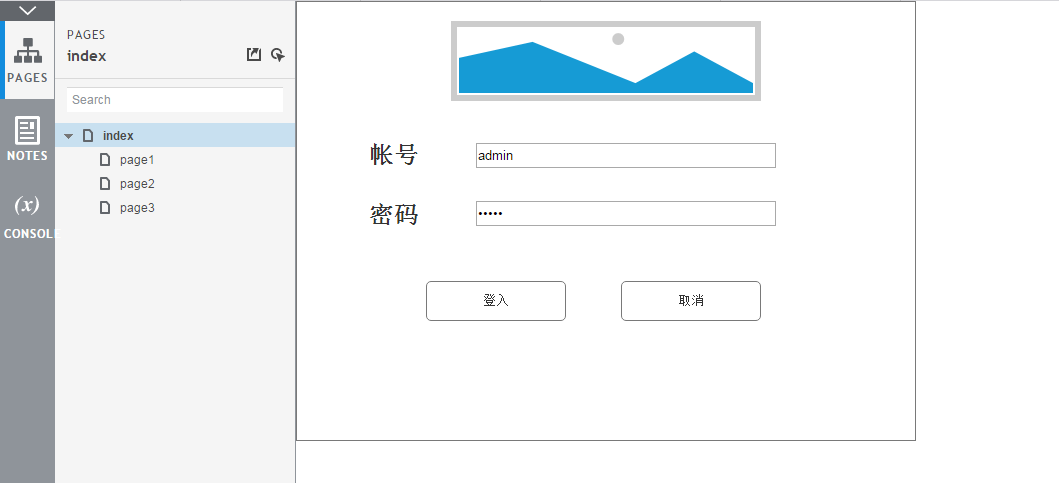 PAGES
index
Search
index
page1
page2
page3
PAGES
NOTES
(x)
CONSOLE
帐号
admin
密码
•••••
登入
取消